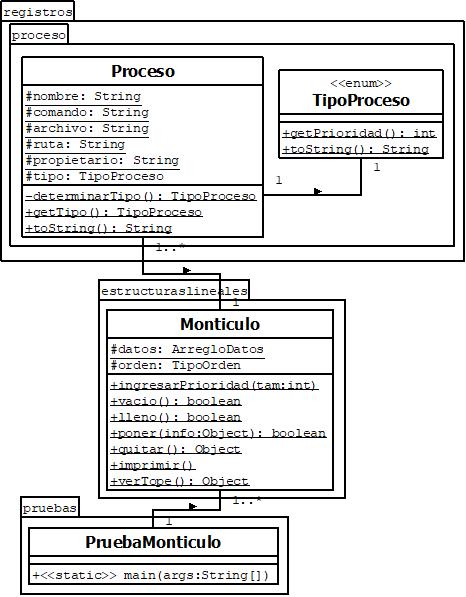 registros
proceso
Proceso
#nombre: String
#comando: String
#archivo: String
#ruta: String
#propietario: String
#tipo: TipoProceso
-determinarTipo(): TipoProceso
+getTipo(): TipoProceso
+toString(): String
<<enum>>
TipoProceso
+getPrioridad(): int
+toString(): String
1
1
1..*
estructuraslineales
1
Monticulo
#datos: ArregloDatos
#orden: TipoOrden
+ingresarPrioridad(tam:int)
+vacio(): boolean
+lleno(): boolean
+poner(info:Object): boolean
+quitar(): Object
+imprimir()
+verTope(): Object
1..*
pruebas
1
PruebaMonticulo
+<<static>> main(args:String[])